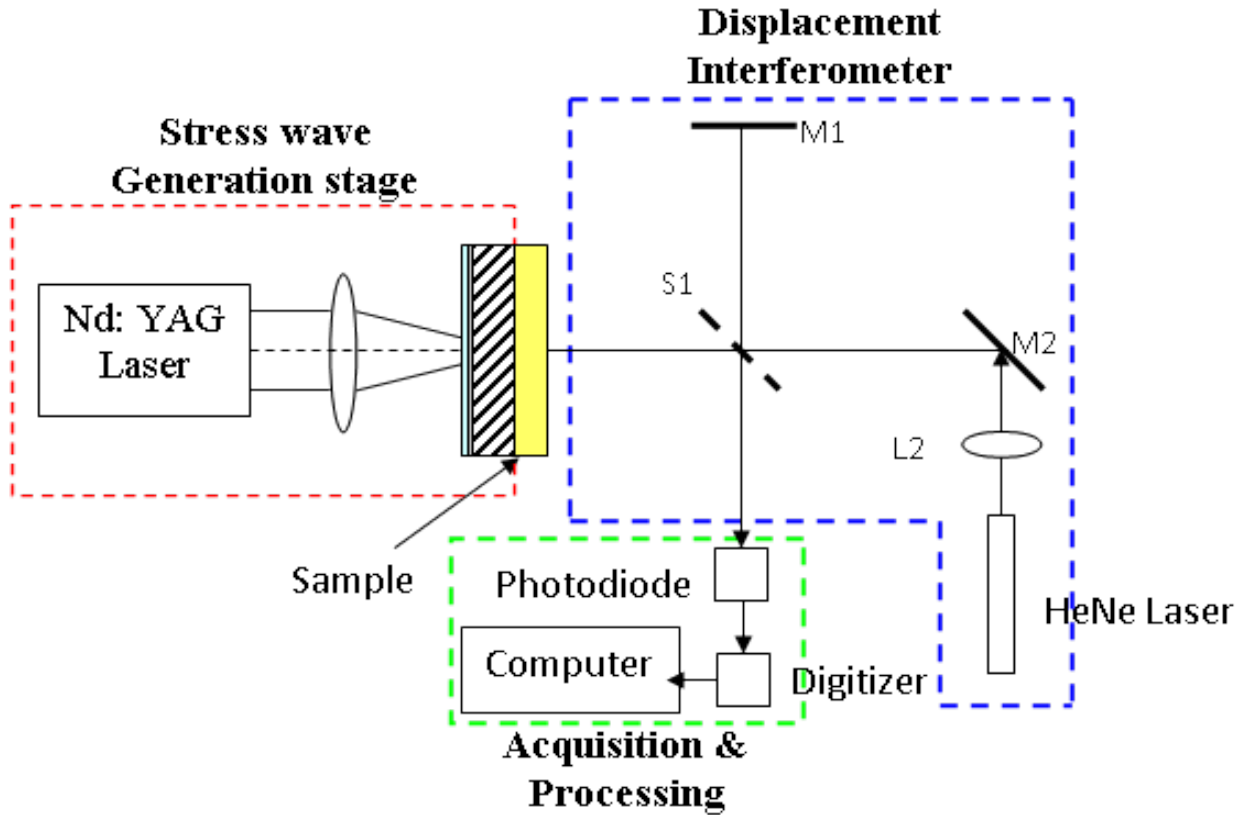 Displacement
Interferometer
Stress wave
Generation stage
M1
S1
Nd: YAG
Laser
M2
L2
Sample
Photodiode
HeNe Laser
Computer
Digitizer
Acquisition &
Processing